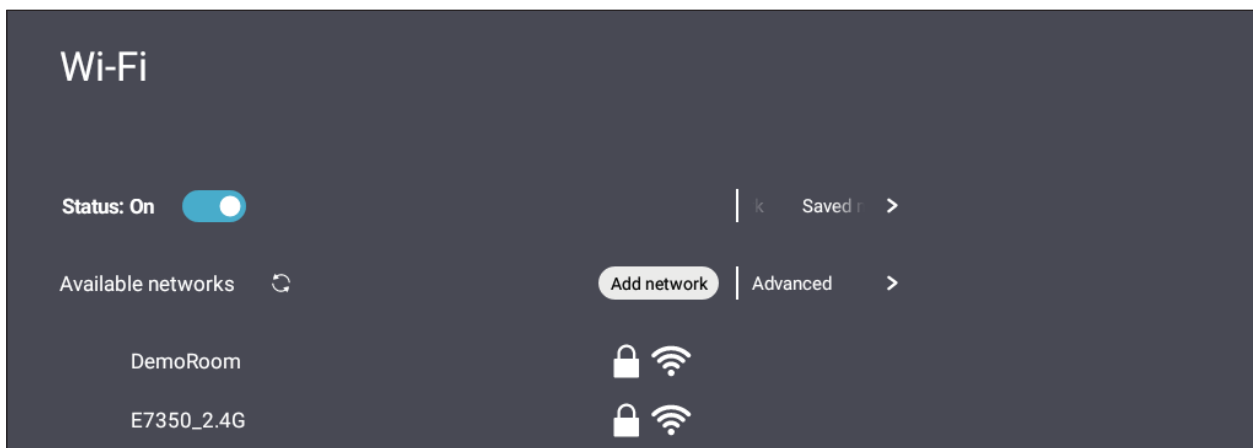 Wi-Fi
Status: On
k Saved
Available networks Add network Advanced
DemoRoom
E7350_2.4G